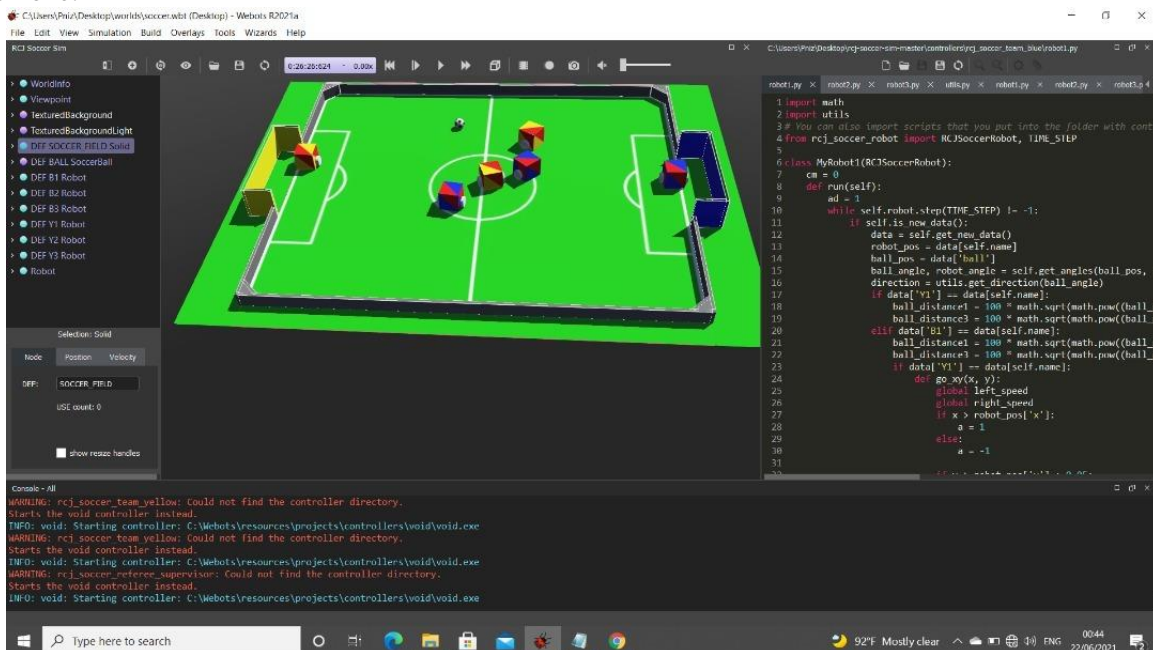 C:\Users\Pniz\Desktop\worlds\soccer.wbt (Desktop) - Webots R2021a
File Edit View Simulation Build Overlays Tools Wizards Help
RCJ Soccer Sim
0:26:26:624 - 0.00x
WorldInfo
Viewpoint
TexturedBackground
TexturedBackgroundLight
DEF SOCCER FIELD Solid
DEF BALL SoccerBall
DEF B1 Robot
DEF B2 Robot
DEF B3 Robot
DEF Y1 Robot
DEF Y2 Robot
DEF Y3 Robot
Robot
Selection: Solid
Node Position Velocity
DEF: SOCCER_FIELD
USE count: 0
show resize handles
C:\Users\Pniz\Desktop\rcj-soccer-sim-master\controllers\rcj_soccer_team_blue\robot1.py
robot1.py robot2.py robot3.py utils.py robot1.py robot2.py robot3.p
1 import math
2 import utils
3 # You can also import scripts that you put into the folder with cont
4 from rcj_soccer_robot import RCJSoccerRobot, TIME_STEP
5
6 class MyRobot1(RCJSoccerRobot):
7 cm = 0
8 def run(self):
9 ad = 1
10 while self.robot.step(TIME_STEP) != -1:
11 if self.is_new_data():
12 data = self.get_new_data()
13 robot_pos = data[self.name]
14 ball_pos = data['ball']
15 ball_angle, robot_angle = self.get_angles(ball_pos,
16 direction = utils.get_direction(ball_angle)
17 if data['Y1'] == data[self.name]:
18 ball_distance1 = 100 * math.sqrt(math.pow((ball_
19 ball_distance3 = 100 * math.sqrt(math.pow((ball_
20 elif data['B1'] == data[self.name]:
21 ball_distance1 = 100 * math.sqrt(math.pow((ball_
22 ball_distance3 = 100 * math.sqrt(math.pow((ball_
23 if data['Y1'] == data[self.name]:
24 def go_xy(x, y):
25 global left_speed
26 global right_speed
27 if x > robot_pos['x']:
28 a = 1
29 else:
30 a = -1
31
Console - All
WARNING: rcj_soccer_team_yellow: Could not find the controller directory.
Starts the void controller instead.
INFO: void: Starting controller: C:\Webots\resources\projects\controllers\void\void.exe
WARNING: rcj_soccer_team_yellow: Could not find the controller directory.
Starts the void controller instead.
INFO: void: Starting controller: C:\Webots\resources\projects\controllers\void\void.exe
WARNING: rcj_soccer_referee_supervisor: Could not find the controller directory.
Starts the void controller instead.
INFO: void: Starting controller: C:\Webots\resources\projects\controllers\void\void.exe
Type here to search
92°F Mostly clear
ENG
00:44
22/06/2021